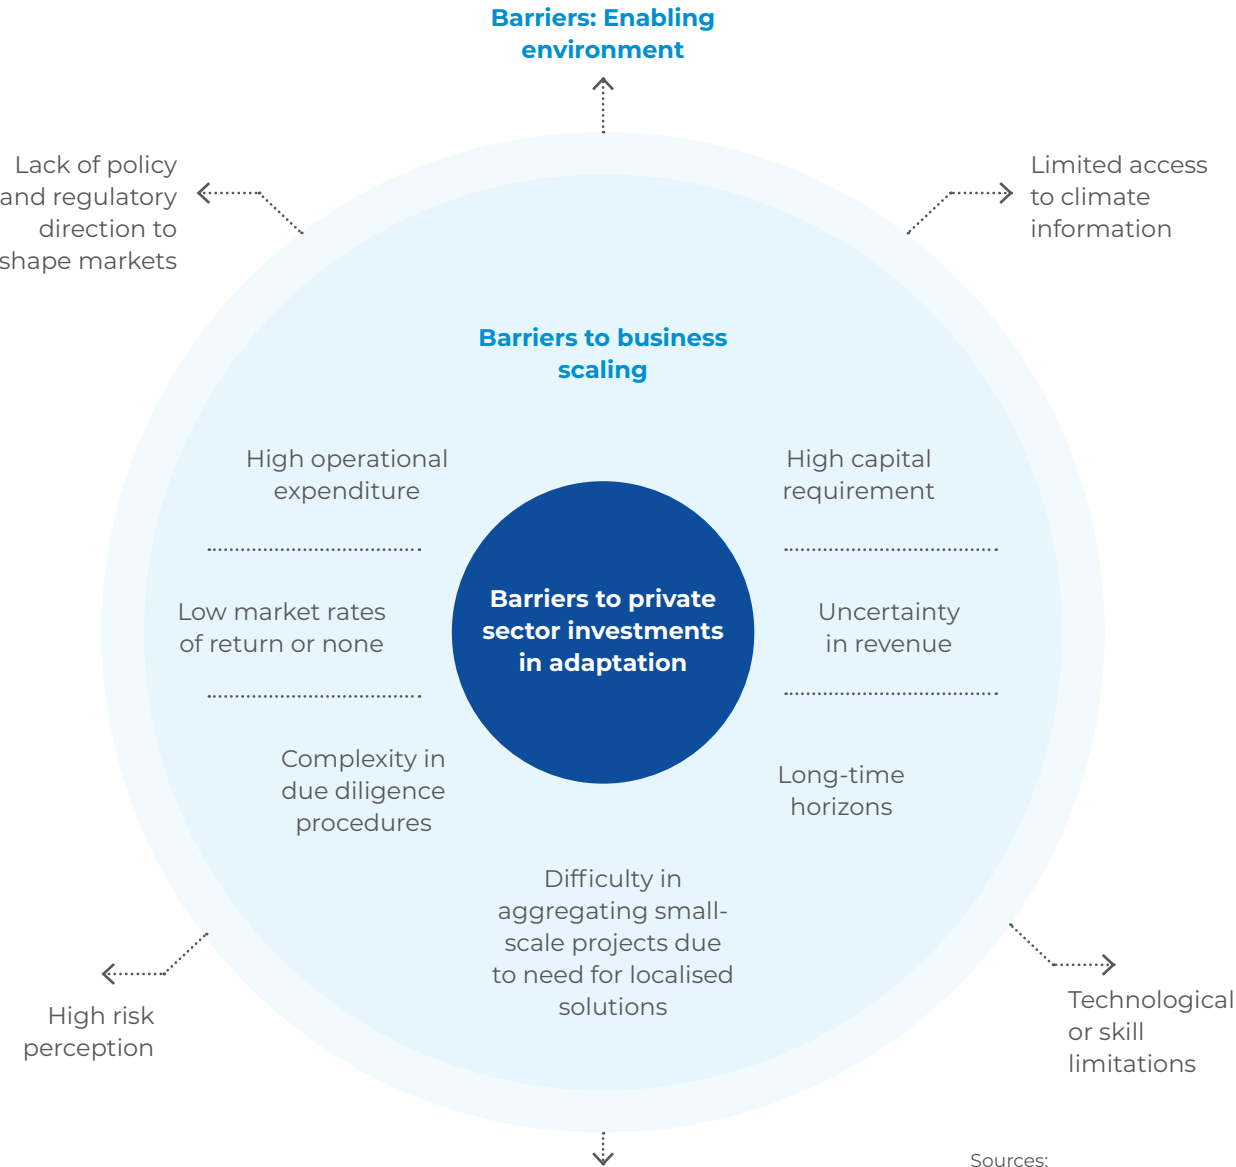 Barriers: Enabling
environment
Lack of policy
and regulatory
direction to
shape markets
Limited access
to climate
information
Barriers to business
scaling
High operational
expenditure
High capital
requirement
Low market rates
of return or none
Barriers to private
sector investments
in adaptation
Uncertainty
in revenue
Complexity in
due diligence
procedures
Long-time
horizons
Difficulty in
aggregating small-
scale projects due
to need for localised
solutions
High risk
perception
Technological
or skill
limitations
Sources: